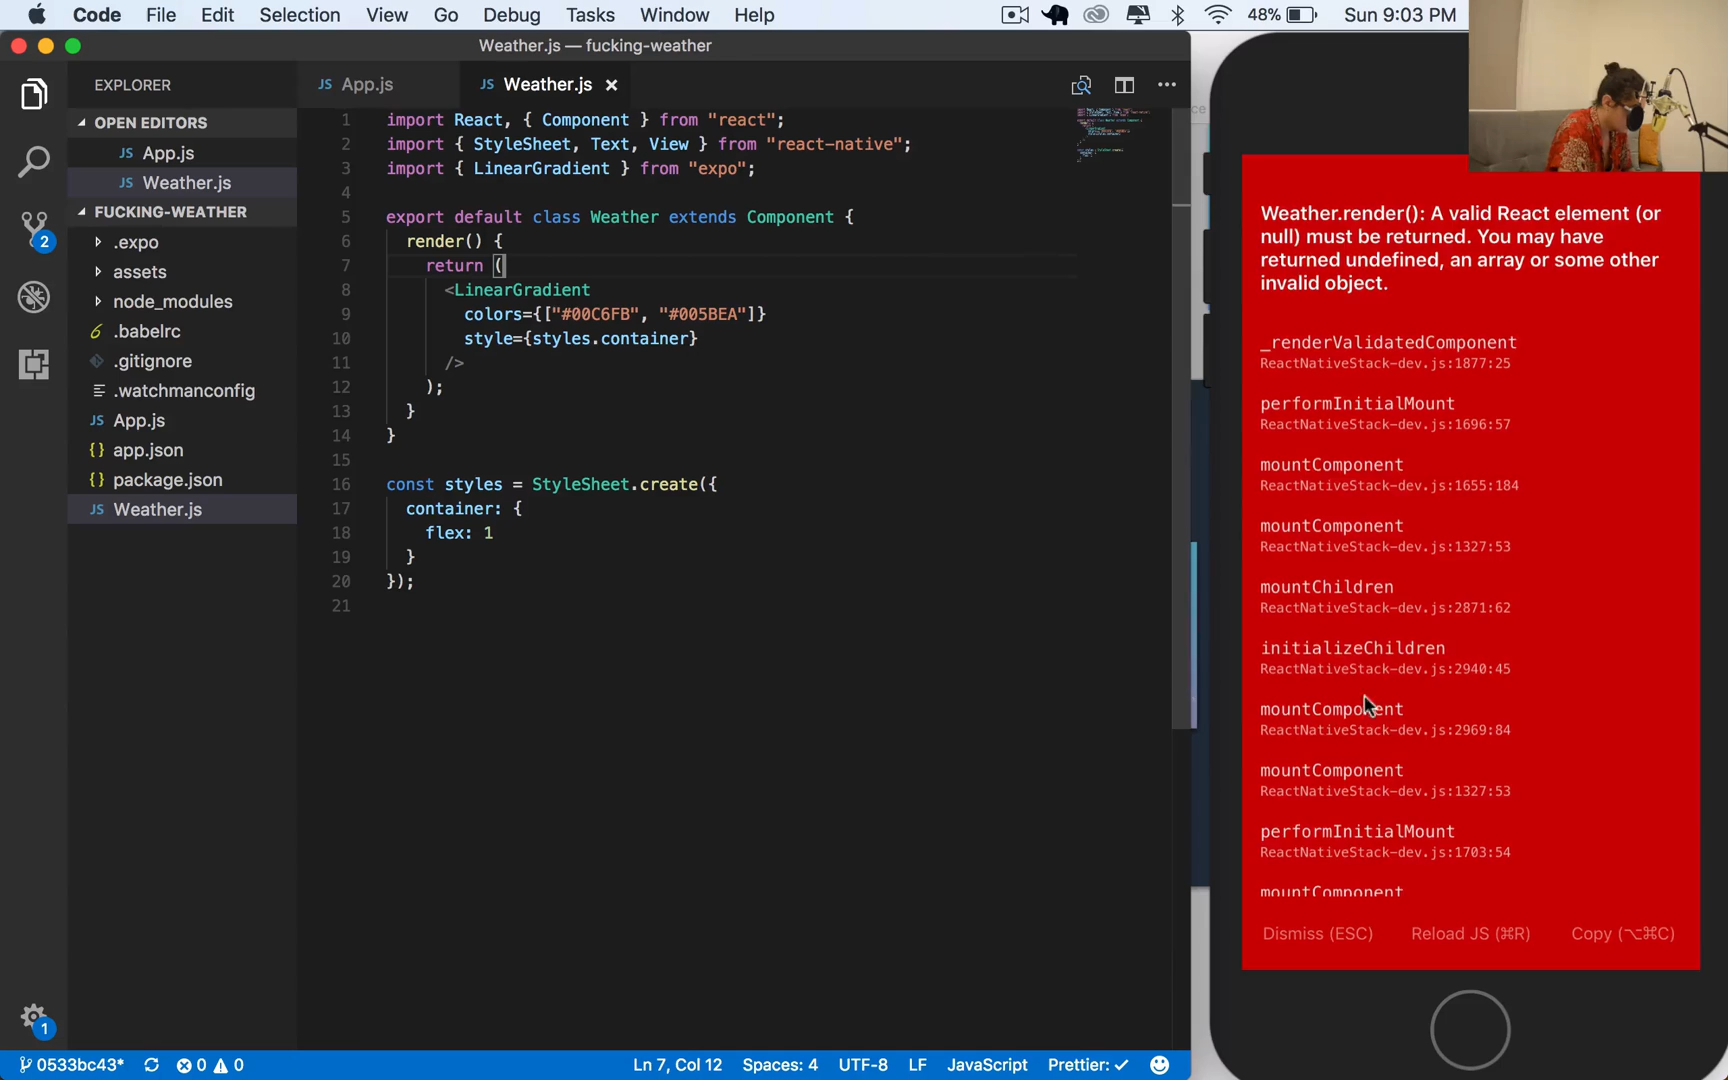 Code File Edit Selection View Go Debug Tasks Window Help 48% Sun 9:03 PM
Weather.js — fucking-weather
EXPLORER
OPEN EDITORS
JS App.js
JS Weather.js
FUCKING-WEATHER
.expo
assets
node_modules
6 .babelrc
.gitignore
.watchmanconfig
JS App.js
{} app.json
{} package.json
JS Weather.js
2
1
JS App.js JS Weather.js
1 import React, { Component } from "react";
2 import { StyleSheet, Text, View } from "react-native";
3 import { LinearGradient } from "expo";
4
5 export default class Weather extends Component {
6 render() {
7 return (
8 <LinearGradient
9 colors={["#00C6FB", "#005BEA"]}
10 style={styles.container}
11 />
12 );
13 }
14 }
15
16 const styles = StyleSheet.create({
17 container: {
18 flex: 1
19 }
20 });
21
Weather.render(): A valid React element (or
null) must be returned. You may have
returned undefined, an array or some other
invalid object.
_renderValidatedComponent
ReactNativeStack-dev.js:1877:25
performInitialMount
ReactNativeStack-dev.js:1696:57
mountComponent
ReactNativeStack-dev.js:1655:184
mountComponent
ReactNativeStack-dev.js:1327:53
mountChildren
ReactNativeStack-dev.js:2871:62
initializeChildren
ReactNativeStack-dev.js:2940:45
mountComponent
ReactNativeStack-dev.js:2969:84
mountComponent
ReactNativeStack-dev.js:1327:53
performInitialMount
ReactNativeStack-dev.js:1703:54
mountComponent
Dismiss (ESC) Reload JS (⌘R) Copy (⌥⌘C)
0533bc43* 0 0 Ln 7, Col 12 Spaces: 4 UTF-8 LF JavaScript Prettier: ✓